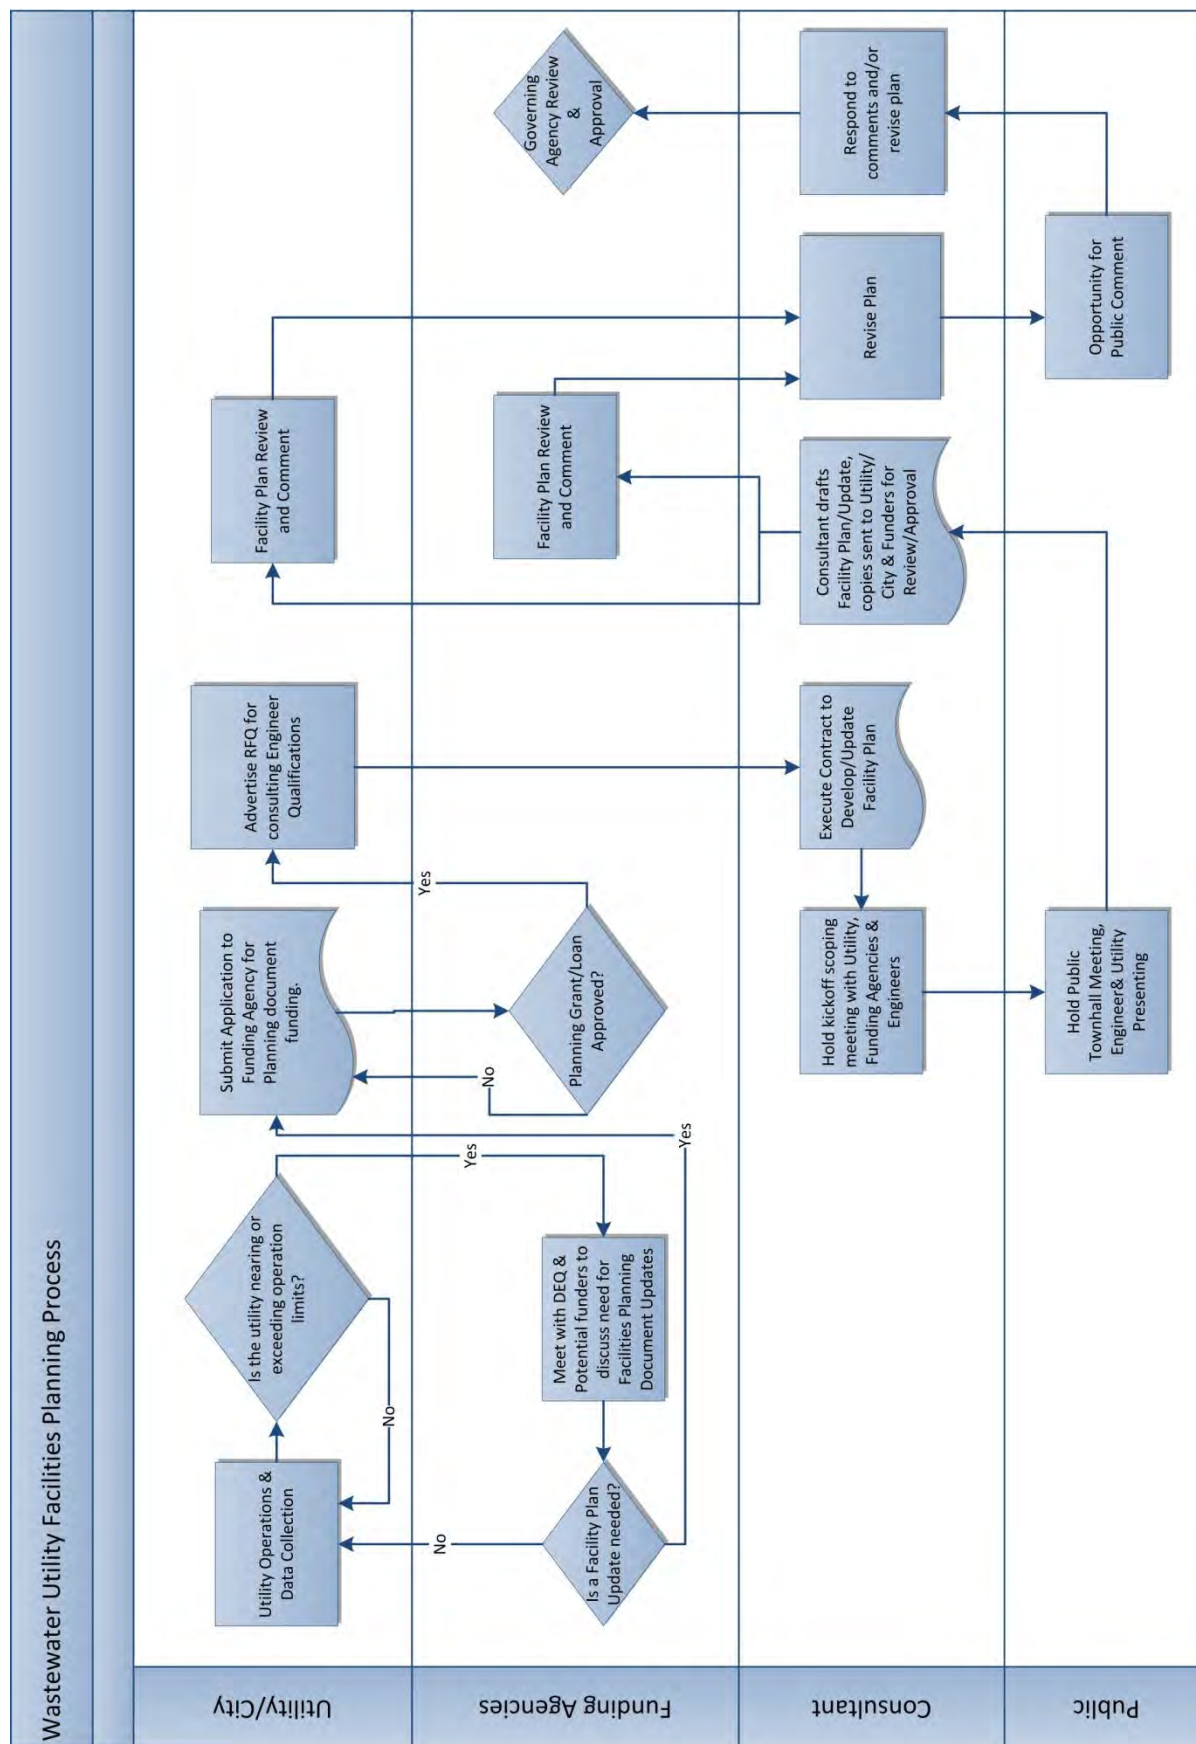 Wastewater Utility Facilities Planning Process
Utility/City
Utility Operations &
Data Collection
Is the utility nearing or
exceeding operation
limits?
No
Yes
Submit Application to
Funding Agency for
Planning document
funding.
Advertise RFQ for
consulting Engineer
Qualifications
Facility Plan Review
and Comment
Funding Agencies
No
Is a Facility Plan
Update needed?
Yes
Meet with DEQ &
Potential funders to
discuss need for
Facilities Planning
Document Updates
No
Planning Grant/Loan
Approved?
Yes
Facility Plan Review
and Comment
Governing
Agency Review
&
Approval
Consultant
Hold kickoff scoping
meeting with Utility,
Funding Agencies &
Engineers
Execute Contract to
Develop/Update
Facility Plan
Consultant drafts
Facility Plan/Update,
copies sent to Utility/
City & Funders for
Review/Approval
Revise Plan
Respond to
comments and/or
revise plan
Public
Hold Public
Townhall Meeting,
Engineer& Utility
Presenting
Opportunity for
Public Comment